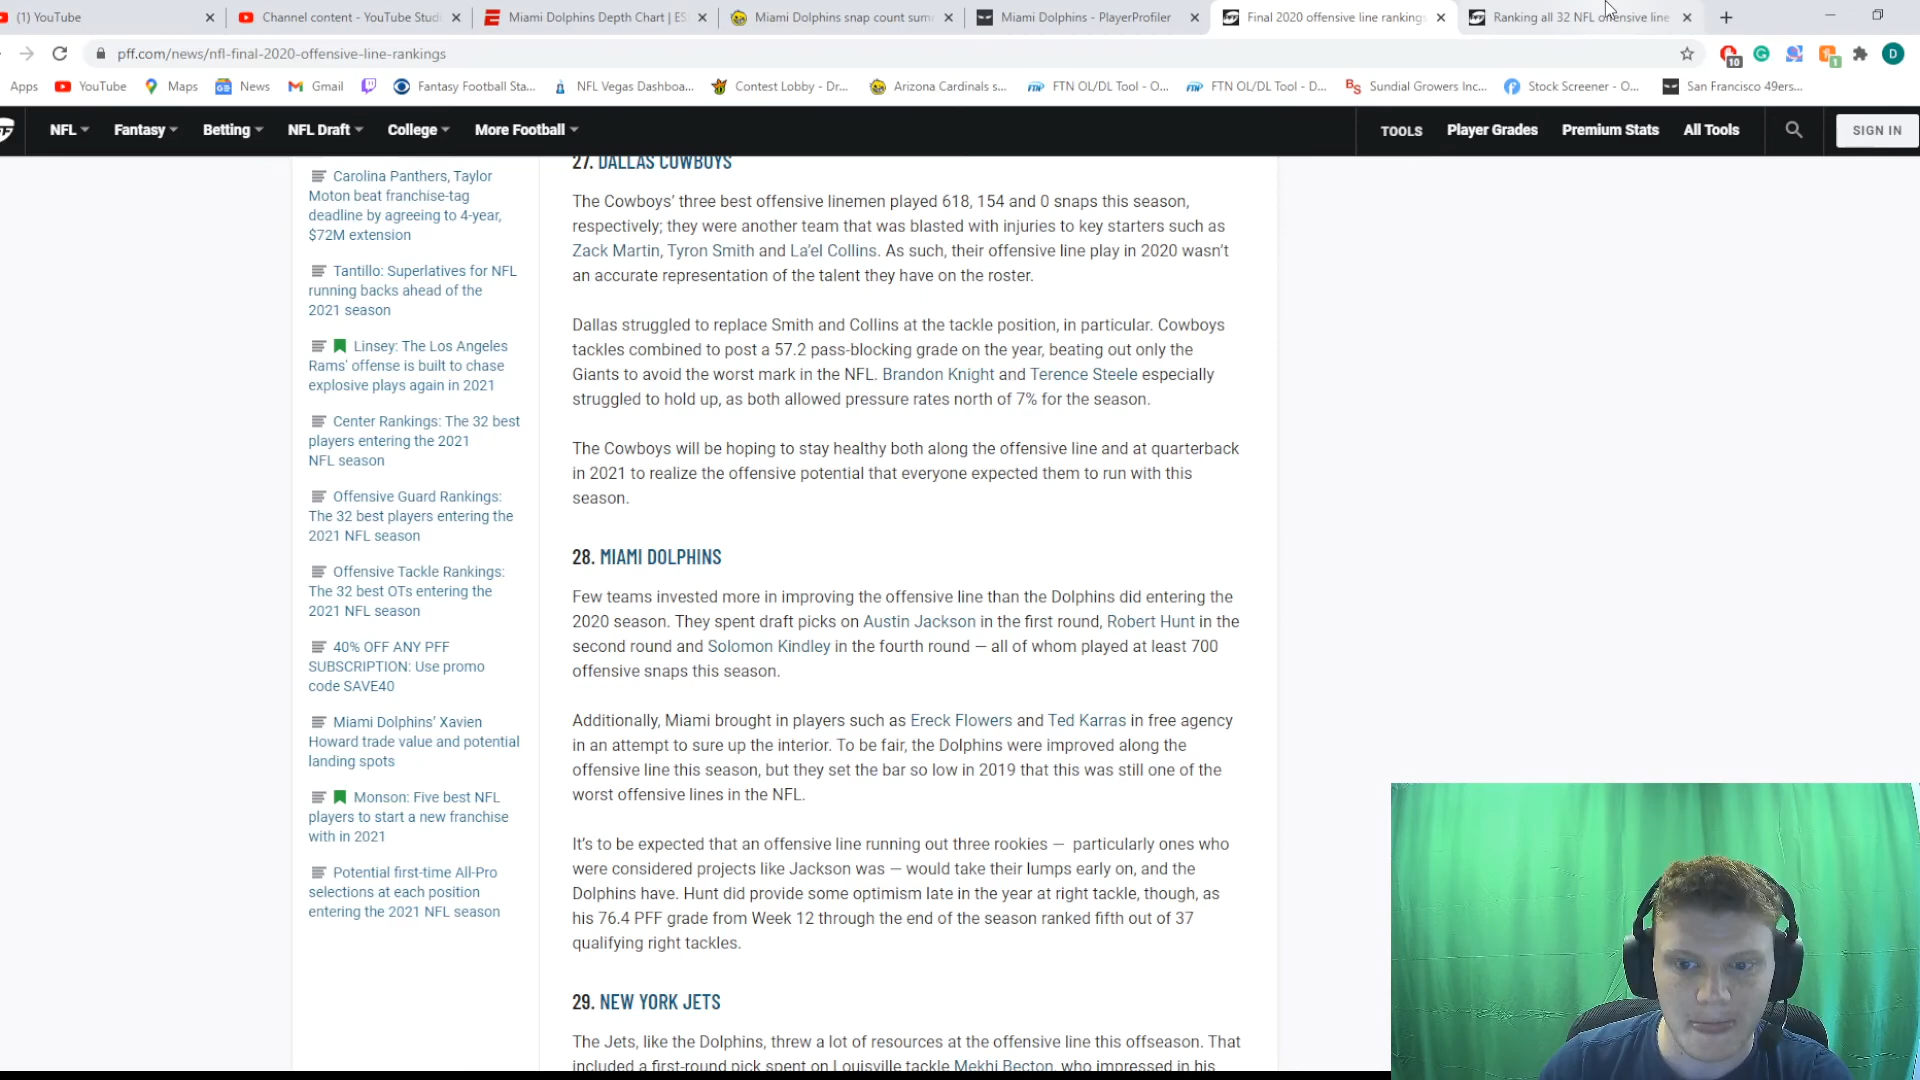 (1) YouTube
Channel content - YouTube Studi
Miami Dolphins Depth Chart | ES
Miami Dolphins snap count sum
Miami Dolphins - PlayerProfiler
Final 2020 offensive line rankings
Ranking all 32 NFL offensive line
pff.com/news/nfl-final-2020-offensive-line-rankings
10
1
D
Apps YouTube Maps News Gmail Fantasy Football Sta... NFL Vegas Dashboa... Contest Lobby - Dr... Arizona Cardinals s... FTN OL/DL Tool - O... FTN OL/DL Tool - D... Sundial Growers Inc... Stock Screener - O... San Francisco 49ers...
NFL Fantasy Betting NFL Draft College More Football TOOLS Player Grades Premium Stats All Tools SIGN IN
Carolina Panthers, Taylor
Moton beat franchise-tag
deadline by agreeing to 4-year,
$72M extension
Tantillo: Superlatives for NFL
running backs ahead of the
2021 season
Linsey: The Los Angeles
Rams' offense is built to chase
explosive plays again in 2021
Center Rankings: The 32 best
players entering the 2021
NFL season
Offensive Guard Rankings:
The 32 best players entering the
2021 NFL season
Offensive Tackle Rankings:
The 32 best OTs entering the
2021 NFL season
40% OFF ANY PFF
SUBSCRIPTION: Use promo
code SAVE40
Miami Dolphins' Xavien
Howard trade value and potential
landing spots
Monson: Five best NFL
players to start a new franchise
with in 2021
Potential first-time All-Pro
selections at each position
entering the 2021 NFL season
27. DALLAS COWBOYS
The Cowboys' three best offensive linemen played 618, 154 and 0 snaps this season,
respectively; they were another team that was blasted with injuries to key starters such as
Zack Martin, Tyron Smith and La'el Collins. As such, their offensive line play in 2020 wasn't
an accurate representation of the talent they have on the roster.
Dallas struggled to replace Smith and Collins at the tackle position, in particular. Cowboys
tackles combined to post a 57.2 pass-blocking grade on the year, beating out only the
Giants to avoid the worst mark in the NFL. Brandon Knight and Terence Steele especially
struggled to hold up, as both allowed pressure rates north of 7% for the season.
The Cowboys will be hoping to stay healthy both along the offensive line and at quarterback
in 2021 to realize the offensive potential that everyone expected them to run with this
season.
28. MIAMI DOLPHINS
Few teams invested more in improving the offensive line than the Dolphins did entering the
2020 season. They spent draft picks on Austin Jackson in the first round, Robert Hunt in the
second round and Solomon Kindley in the fourth round — all of whom played at least 700
offensive snaps this season.
Additionally, Miami brought in players such as Ereck Flowers and Ted Karras in free agency
in an attempt to sure up the interior. To be fair, the Dolphins were improved along the
offensive line this season, but they set the bar so low in 2019 that this was still one of the
worst offensive lines in the NFL.
It's to be expected that an offensive line running out three rookies — particularly ones who
were considered projects like Jackson was — would take their lumps early on, and the
Dolphins have. Hunt did provide some optimism late in the year at right tackle, though, as
his 76.4 PFF grade from Week 12 through the end of the season ranked fifth out of 37
qualifying right tackles.
29. NEW YORK JETS
The Jets, like the Dolphins, threw a lot of resources at the offensive line this offseason. That
included a first-round pick spent on Louisville tackle Mekhi Becton, who impressed in his